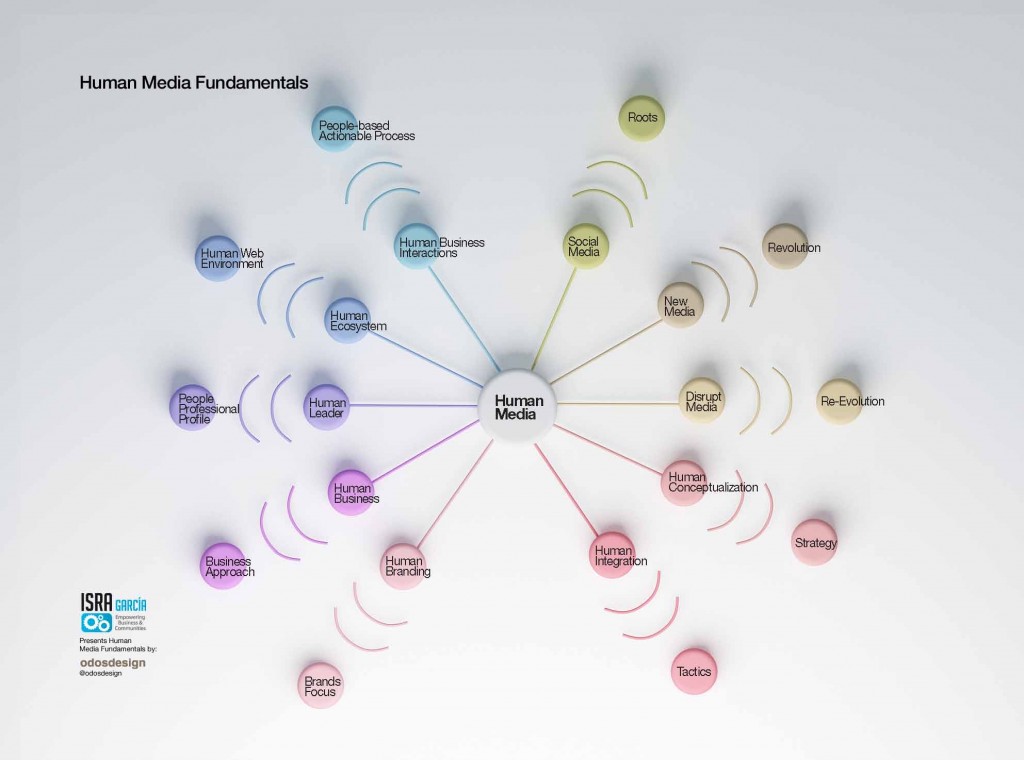 Human Media Fundamentals
People-based
Actionable Process
Roots
Human Business
Interactions
Social
Media
Human Web
Environment
Revolution
Human
Ecosystem
New
Media
People
Professional
Profile
Human
Leader
Human
Media
Disrupt
Media
Re-Evolution
Human
Business
Human
Conceptualization
Business
Approach
Human
Branding
Human
Integration
Strategy
Brands
Focus
Tactics
ISRA GARCÍA
Empowering
Business &
Communities
Presents Human
Media Fundamentals by:
odosdesign
@odosdesign